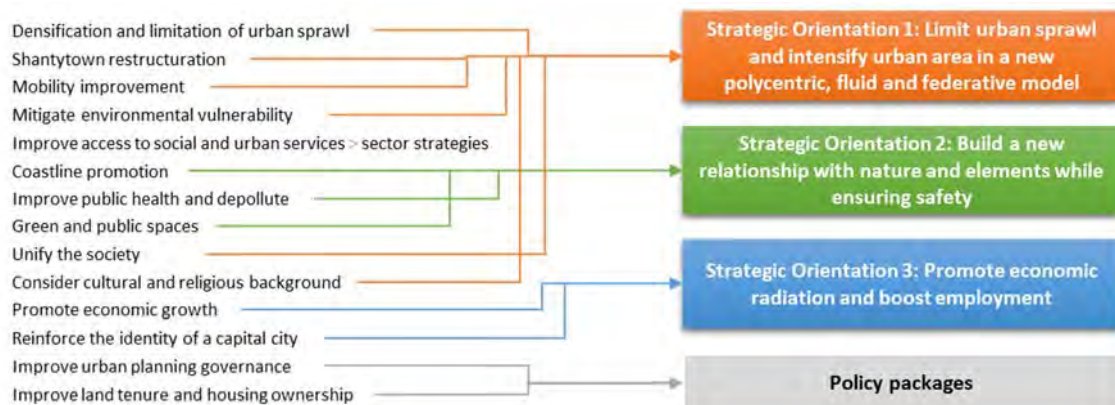 Densification and limitation of urban sprawl
Shantytown restructuration
Mobility improvement
Mitigate environmental vulnerability
Improve access to social and urban services > sector strategies
Coastline promotion
Improve public health and depollute
Green and public spaces
Unify the society
Consider cultural and religious background
Promote economic growth
Reinforce the identity of a capital city
Improve urban planning governance
Improve land tenure and housing ownership
Strategic Orientation 1: Limit urban sprawl
and intensify urban area in a new
polycentric, fluid and federative model
Strategic Orientation 2: Build a new
relationship with nature and elements while
ensuring safety
Strategic Orientation 3: Promote economic
radiation and boost employment
Policy packages